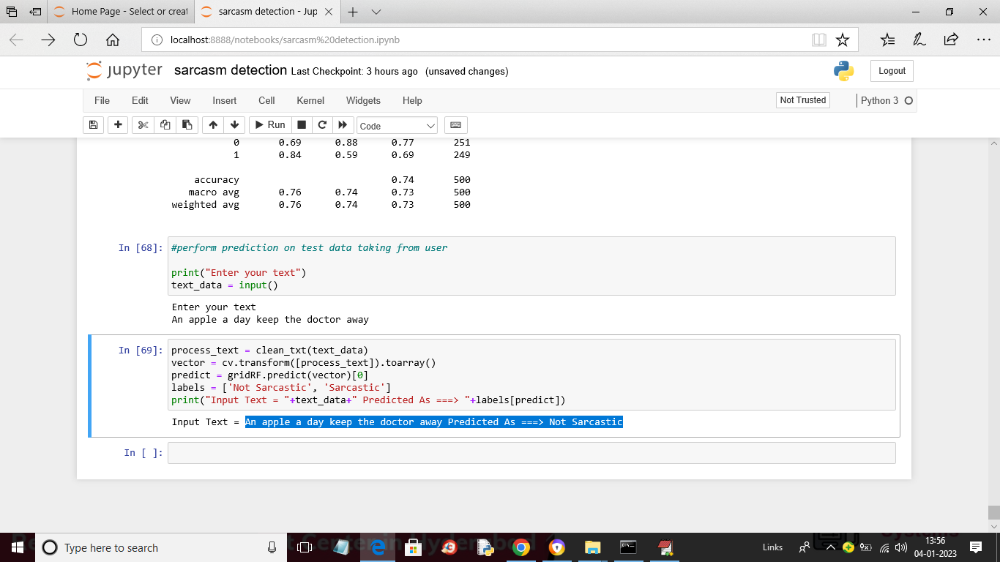 Home Page - Select or creat
sarcasm detection - Jup
localhost:8888/notebooks/sarcasm%20detection.ipynb
jupyter sarcasm detection Last Checkpoint: 3 hours ago (unsaved changes)
Logout
File Edit View Insert Cell Kernel Widgets Help
Not Trusted Python 3
Run Code
0 0.69 0.88 0.77 251
1 0.84 0.59 0.69 249
accuracy 0.74 500
macro avg 0.76 0.74 0.73 500
weighted avg 0.76 0.74 0.73 500
In [68]: #perform prediction on test data taking from user
print("Enter your text")
text_data = input()
Enter your text
An apple a day keep the doctor away
In [69]: process_text = clean_txt(text_data)
vector = cv.transform([process_text]).toarray()
predict = gridRF.predict(vector)[0]
labels = ['Not Sarcastic', 'Sarcastic']
print("Input Text = "+text_data+" Predicted As ===> "+labels[predict])
Input Text = An apple a day keep the doctor away Predicted As ===> Not Sarcastic
In [ ]:
Type here to search
Links
13:56
04-01-2023